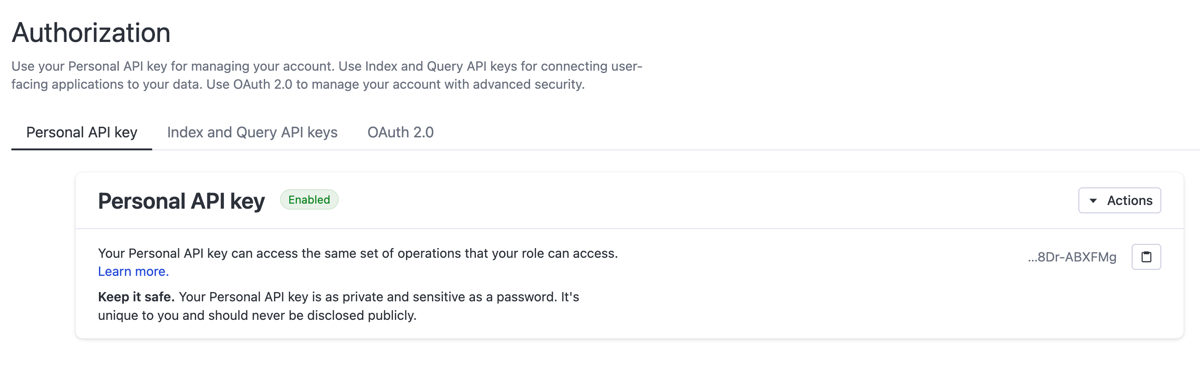 Authorization
Use your Personal API key for managing your account. Use Index and Query API keys for connecting user-
facing applications to your data. Use OAuth 2.0 to manage your account with advanced security.
Personal API key Index and Query API keys OAuth 2.0
Personal API key Enabled Actions
Your Personal API key can access the same set of operations that your role can access. ...8Dr-ABXFMg
Learn more.
Keep it safe. Your Personal API key is as private and sensitive as a password. It's
unique to you and should never be disclosed publicly.